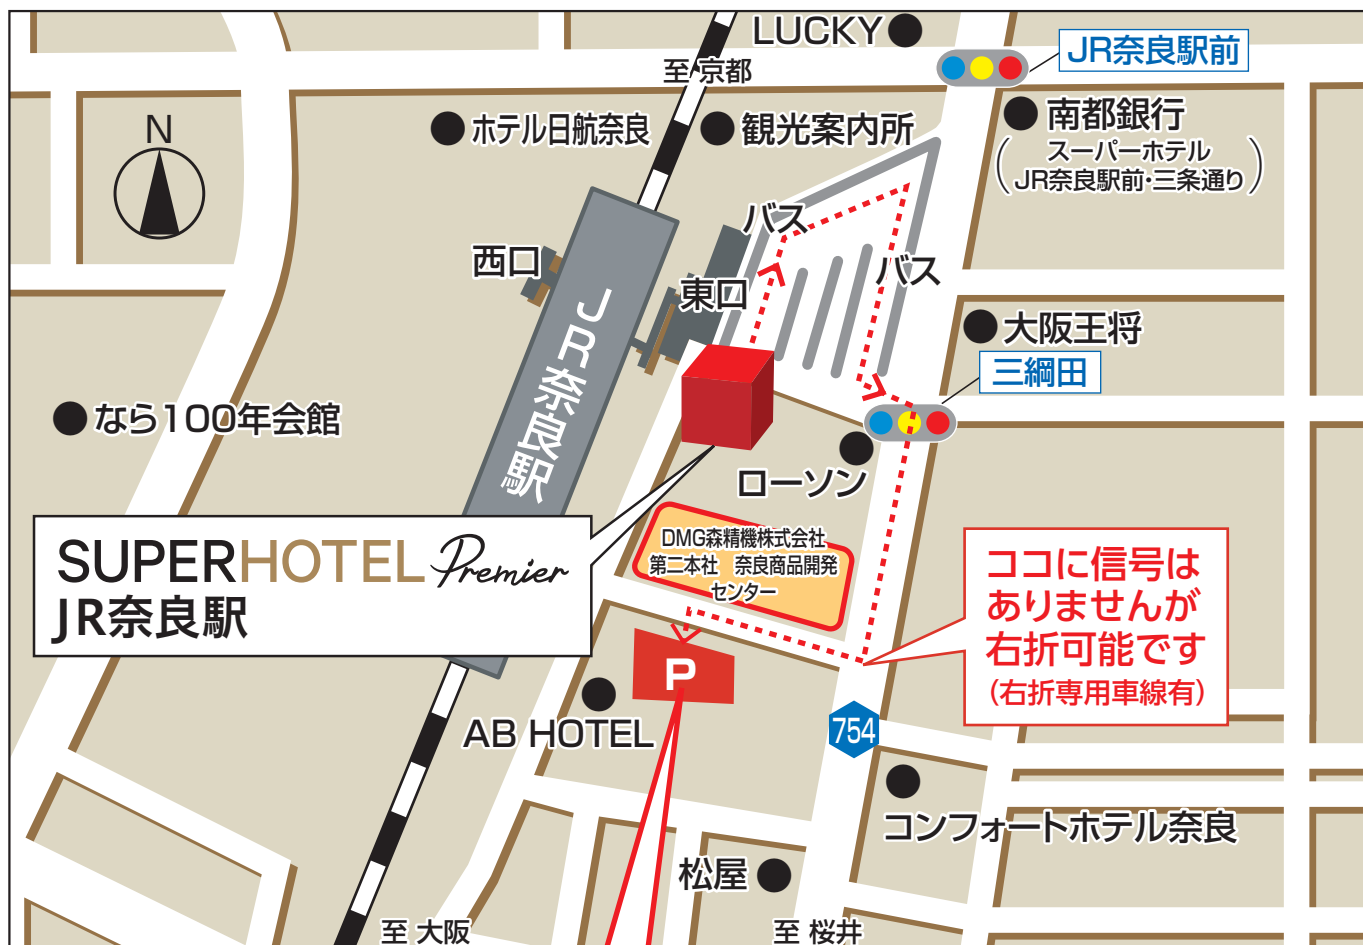 LUCKY
JR奈良駅前
至 京都
N
ホテル日航奈良
観光案内所
南都銀行
(スーパーホテル
JR奈良駅前・三条通り)
バス
西口
バス
東口
JR奈良駅
大阪王将
三綱田
なら100年会館
ローソン
SUPERHOTEL Premier
JR奈良駅
DMG森精機株式会社
第二本社 奈良商品開発
センター
ココに信号は
ありませんが
右折可能です
(右折専用車線有)
P
AB HOTEL
754
コンフォートホテル奈良
松屋
至 大阪
至 桜井